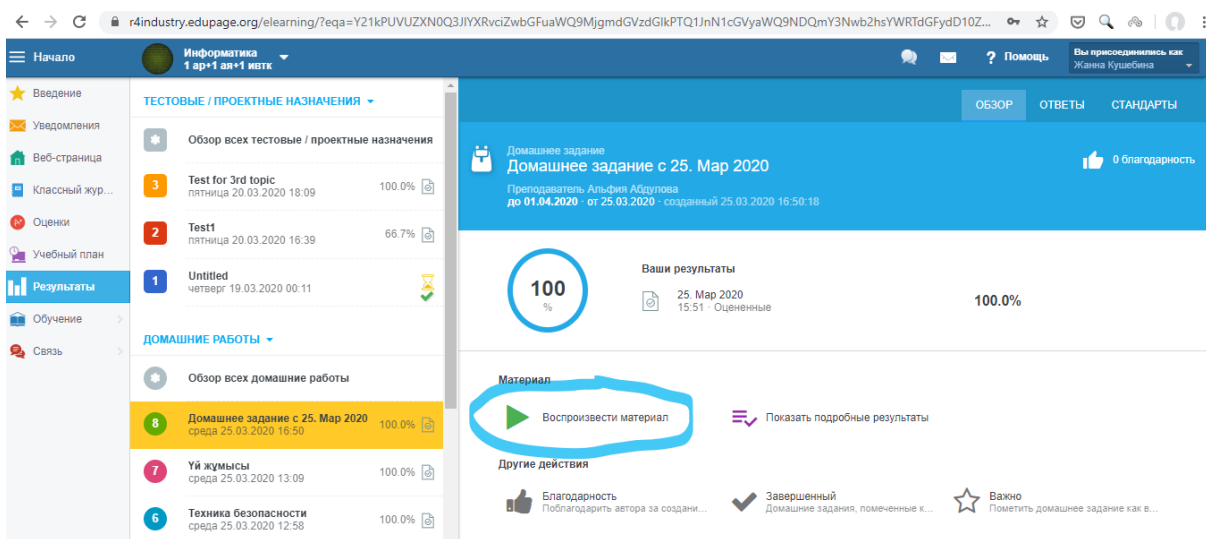 r4industry.edupage.org/elearning/?eqa=Y21kPUVUZXN0Q3JlYXRvciZwbGFuaWQ9MjgmdGVzdGlkPTQ1JnN1cGVyaWQ9NDQmY3Nwb2hsYWRTdGFydD10Z...
Начало
Информатика
1 ар+1 ая+1 ивтк
? Помощь
Вы присоединились как
Жанна Кушебина
Введение
Уведомления
Веб-страница
Классный жур...
Оценки
Учебный план
Результаты
Обучение
Связь
ТЕСТОВЫЕ / ПРОЕКТНЫЕ НАЗНАЧЕНИЯ
Обзор всех тестовые / проектные назначения
3 Test for 3rd topic 100.0%
пятница 20.03.2020 18:09
2 Test1 66.7%
пятница 20.03.2020 16:39
1 Untitled
четверг 19.03.2020 00:11
ДОМАШНИЕ РАБОТЫ
Обзор всех домашние работы
8 Домашнее задание с 25. Мар 2020 100.0%
среда 25.03.2020 16:50
7 Үй жұмысы 100.0%
среда 25.03.2020 13:09
6 Техника безопасности 100.0%
среда 25.03.2020 12:58
ОБЗОР ОТВЕТЫ СТАНДАРТЫ
Домашнее задание
Домашнее задание с 25. Мар 2020
Преподаватель Альфия Абдулова
до 01.04.2020 · от 25.03.2020 · созданный 25.03.2020 16:50:18
0 благодарность
100
%
Ваши результаты
25. Мар 2020
15:51 · Оцененные
100.0%
Материал
Воспроизвести материал
Показать подробные результаты
Другие действия
Благодарность
Поблагодарить автора за создани...
Завершенный
Домашние задания, помеченные к...
Важно
Пометить домашнее задание как в...